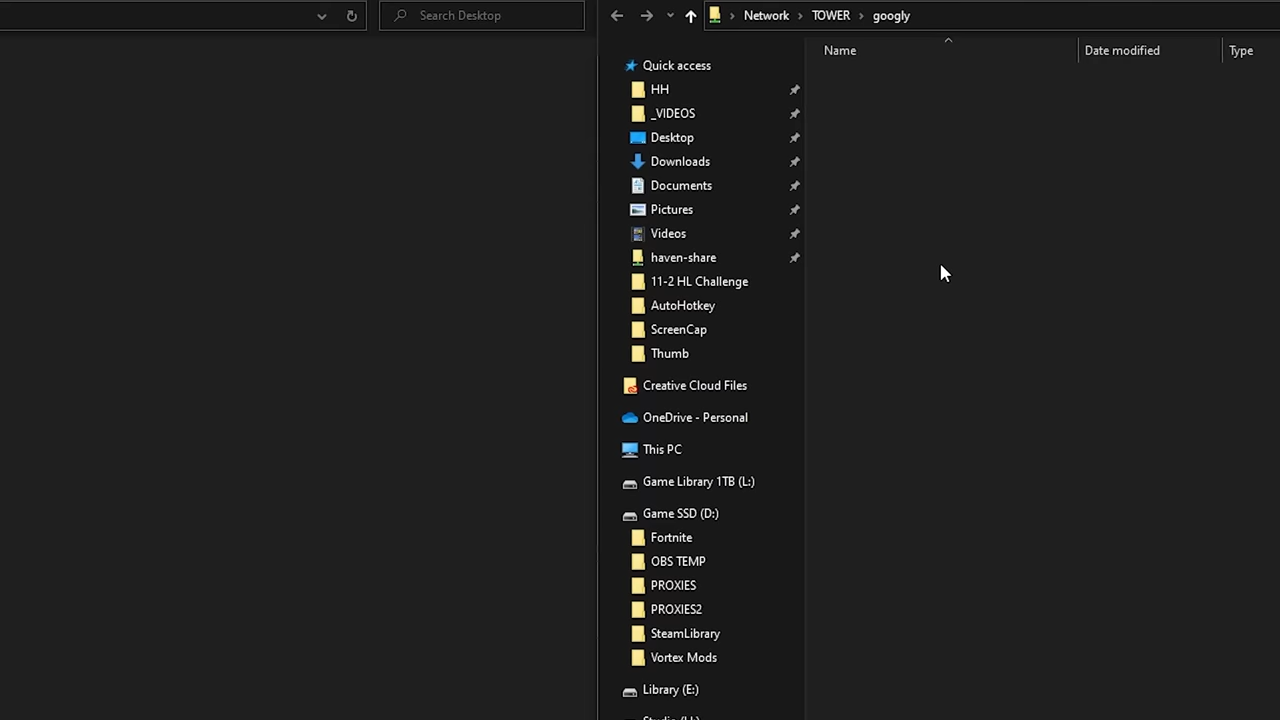 Search Desktop
Network > TOWER > googly
Name Date modified Type
Quick access
HH
_VIDEOS
Desktop
Downloads
Documents
Pictures
Videos
haven-share
11-2 HL Challenge
AutoHotkey
ScreenCap
Thumb
Creative Cloud Files
OneDrive - Personal
This PC
Game Library 1TB (L:)
Game SSD (D:)
Fortnite
OBS TEMP
PROXIES
PROXIES2
SteamLibrary
Vortex Mods
Library (E:)